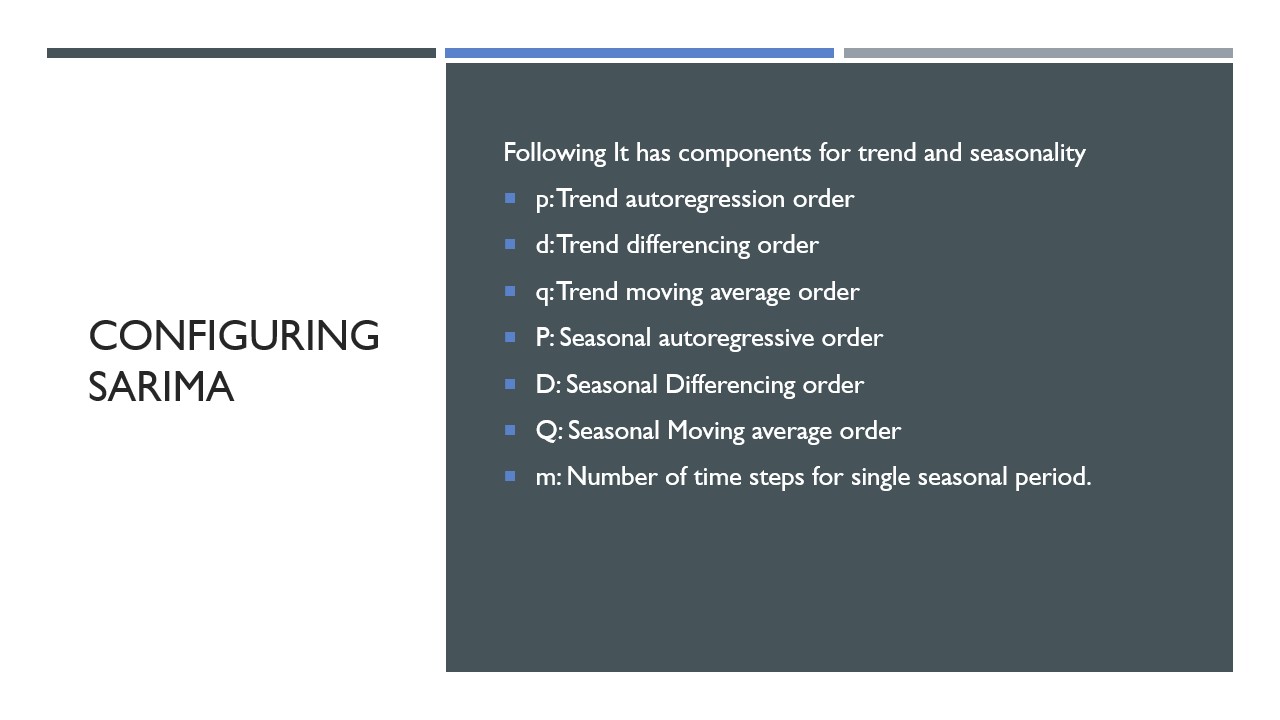 CONFIGURING
SARIMA
Following It has components for trend and seasonality
p: Trend autoregression order
d: Trend differencing order
q: Trend moving average order
P: Seasonal autoregressive order
D: Seasonal Differencing order
Q: Seasonal Moving average order
m: Number of time steps for single seasonal period.